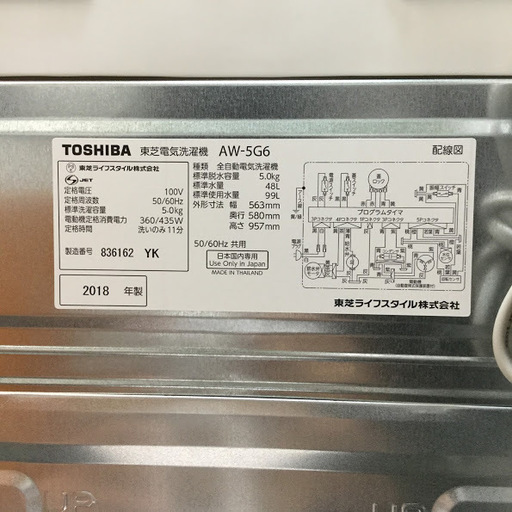 TOSHIBA 東芝電気洗濯機 AW-5G6 配線図
東芝ライフスタイル株式会社
JET
定格電圧 100V
定格周波数 50/60Hz
標準洗濯容量 5.0kg
電動機定格消費電力 360/435W
定格時間 洗いのみ11分
製造番号 836162 YK
2018 年製
種類 全自動電気洗濯機
標準脱水容量 5.0kg
標準水量 48L
標準使用水量 99L
外形寸法 幅 563mm
奥行 580mm
高さ 957mm
50/60Hz 共用
日本国内専用
Use Only in Japan
MADE IN THAILAND
プログラムタイマ
東芝ライフスタイル株式会社
UP
UP